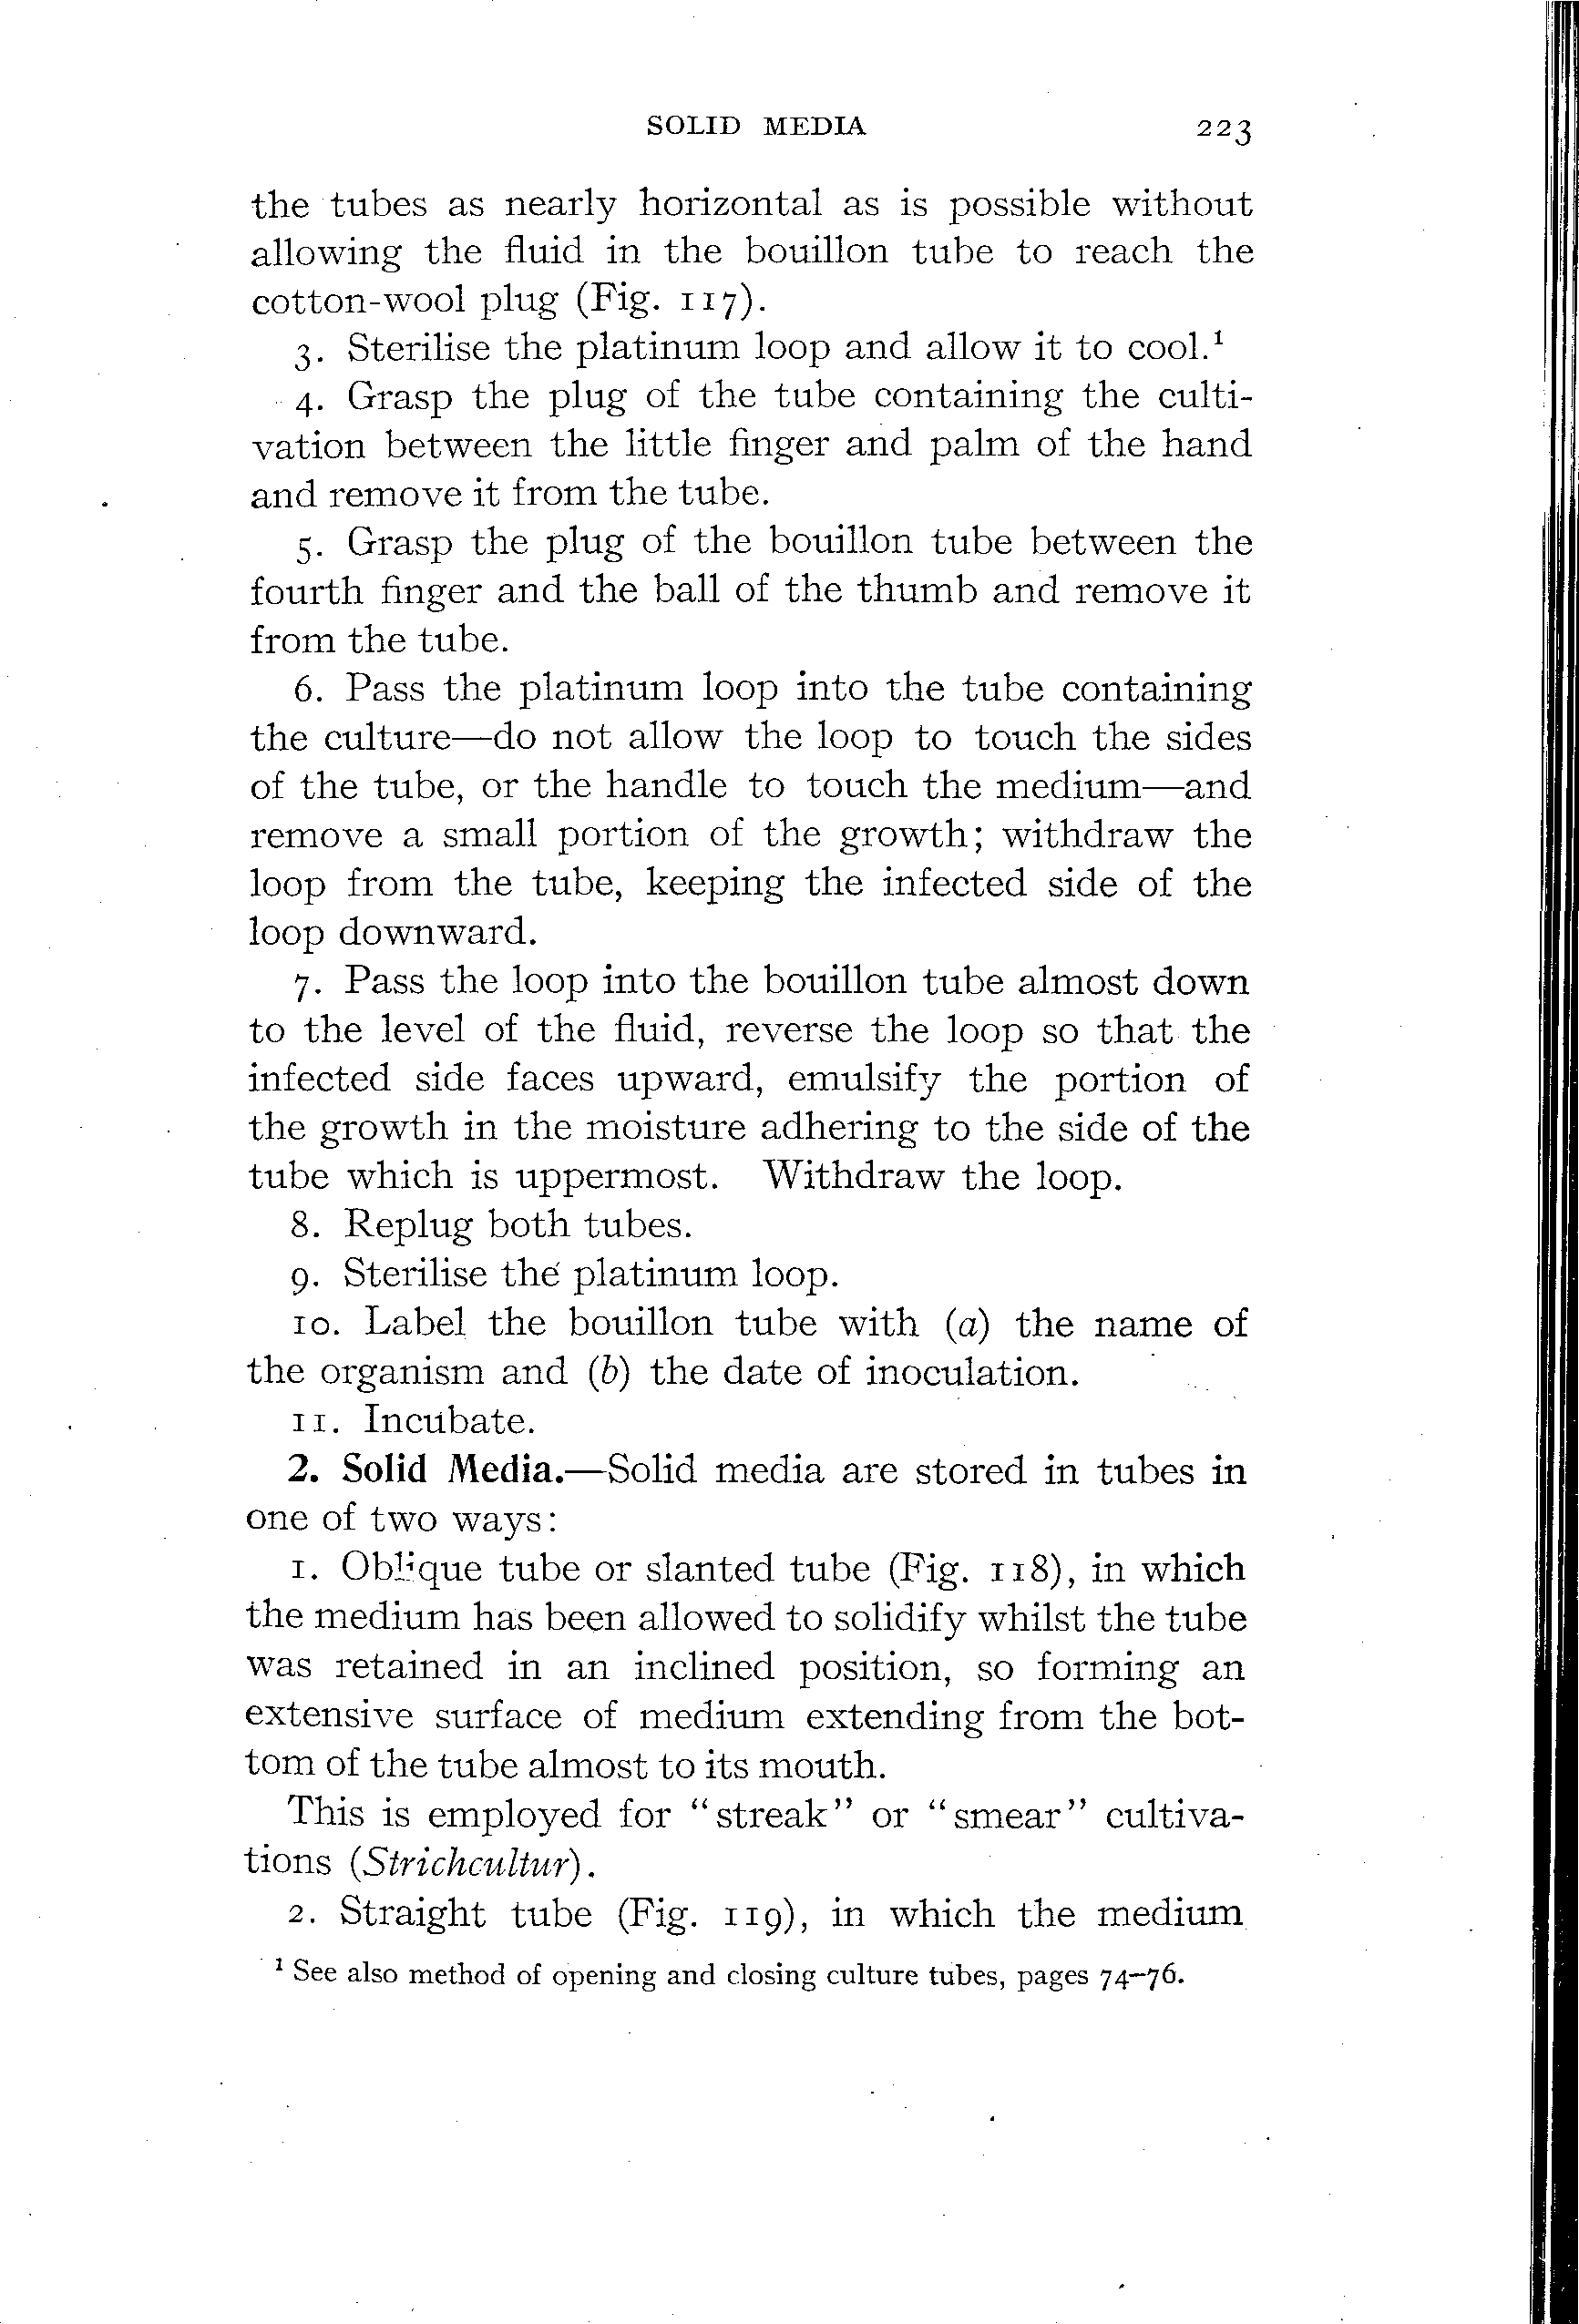 SOLID MEDIA 223
the tubes as nearly horizontal as is possible without
allowing the fluid in the bouillon tube to reach the
cotton-wool plug (Fig. 117).
3. Sterilise the platinum loop and allow it to cool.¹
4. Grasp the plug of the tube containing the culti-
vation between the little finger and palm of the hand
and remove it from the tube.
5. Grasp the plug of the bouillon tube between the
fourth finger and the ball of the thumb and remove it
from the tube.
6. Pass the platinum loop into the tube containing
the culture—do not allow the loop to touch the sides
of the tube, or the handle to touch the medium—and
remove a small portion of the growth; withdraw the
loop from the tube, keeping the infected side of the
loop downward.
7. Pass the loop into the bouillon tube almost down
to the level of the fluid, reverse the loop so that the
infected side faces upward, emulsify the portion of
the growth in the moisture adhering to the side of the
tube which is uppermost. Withdraw the loop.
8. Replug both tubes.
9. Sterilise the platinum loop.
10. Label the bouillon tube with (a) the name of
the organism and (b) the date of inoculation.
11. Incubate.
2. Solid Media.—Solid media are stored in tubes in
one of two ways:
1. Oblique tube or slanted tube (Fig. 118), in which
the medium has been allowed to solidify whilst the tube
was retained in an inclined position, so forming an
extensive surface of medium extending from the bot-
tom of the tube almost to its mouth.
This is employed for "streak" or "smear" cultiva-
tions (Strichcultur).
2. Straight tube (Fig. 119), in which the medium
¹ See also method of opening and closing culture tubes, pages 74–76.